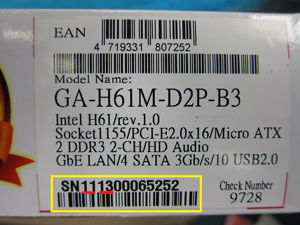 EAN
4 719331 807252
Model Name:
GA-H61M-D2P-B3
Intel H61/rev.1.0
Socket1155/PCI-E2.0x16/Micro ATX
2 DDR3 2-CH/HD Audio
GbE LAN/4 SATA 3Gb/s/10 USB2.0
SN111300065252
Check Number
9728